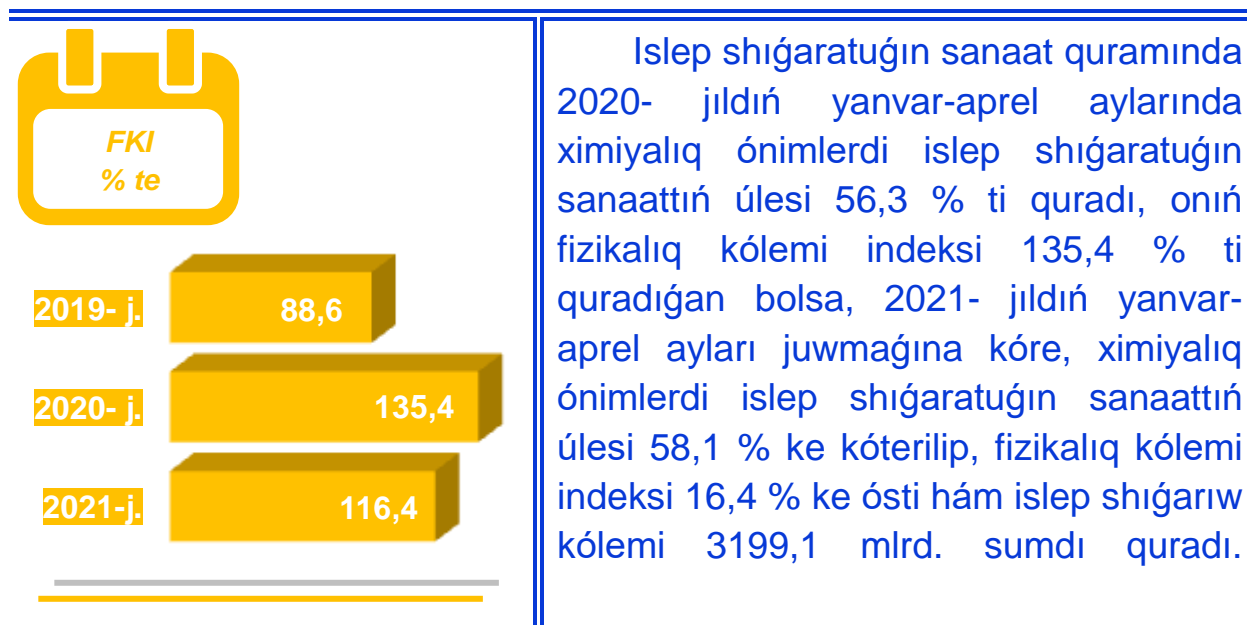 FKI
% te
2019- j.
88,6
2020- j.
135,4
2021-j.
116,4
Islep shıǵaratuǵın sanaat quramında
2020- jıldıń yanvar-aprel aylarında
ximiyalıq ónimlerdi islep shıǵaratuǵın
sanaattıń úlesi 56,3 % ti quradı, onıń
fizikalıq kólemi indeksi 135,4 % ti
quradıǵan bolsa, 2021- jıldıń yanvar-
aprel ayları juwmaǵına kóre, ximiyalıq
ónimlerdi islep shıǵaratuǵın sanaattıń
úlesi 58,1 % ke kóterilip, fizikalıq kólemi
indeksi 16,4 % ke ósti hám islep shıǵarıw
kólemi 3199,1 mlrd. sumdı quradı.